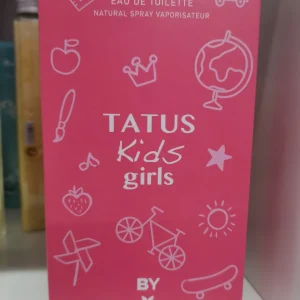 EAU DE TOILETTE
NATURAL SPRAY VAPORISATEUR
TATUS
Kids
girls
BY